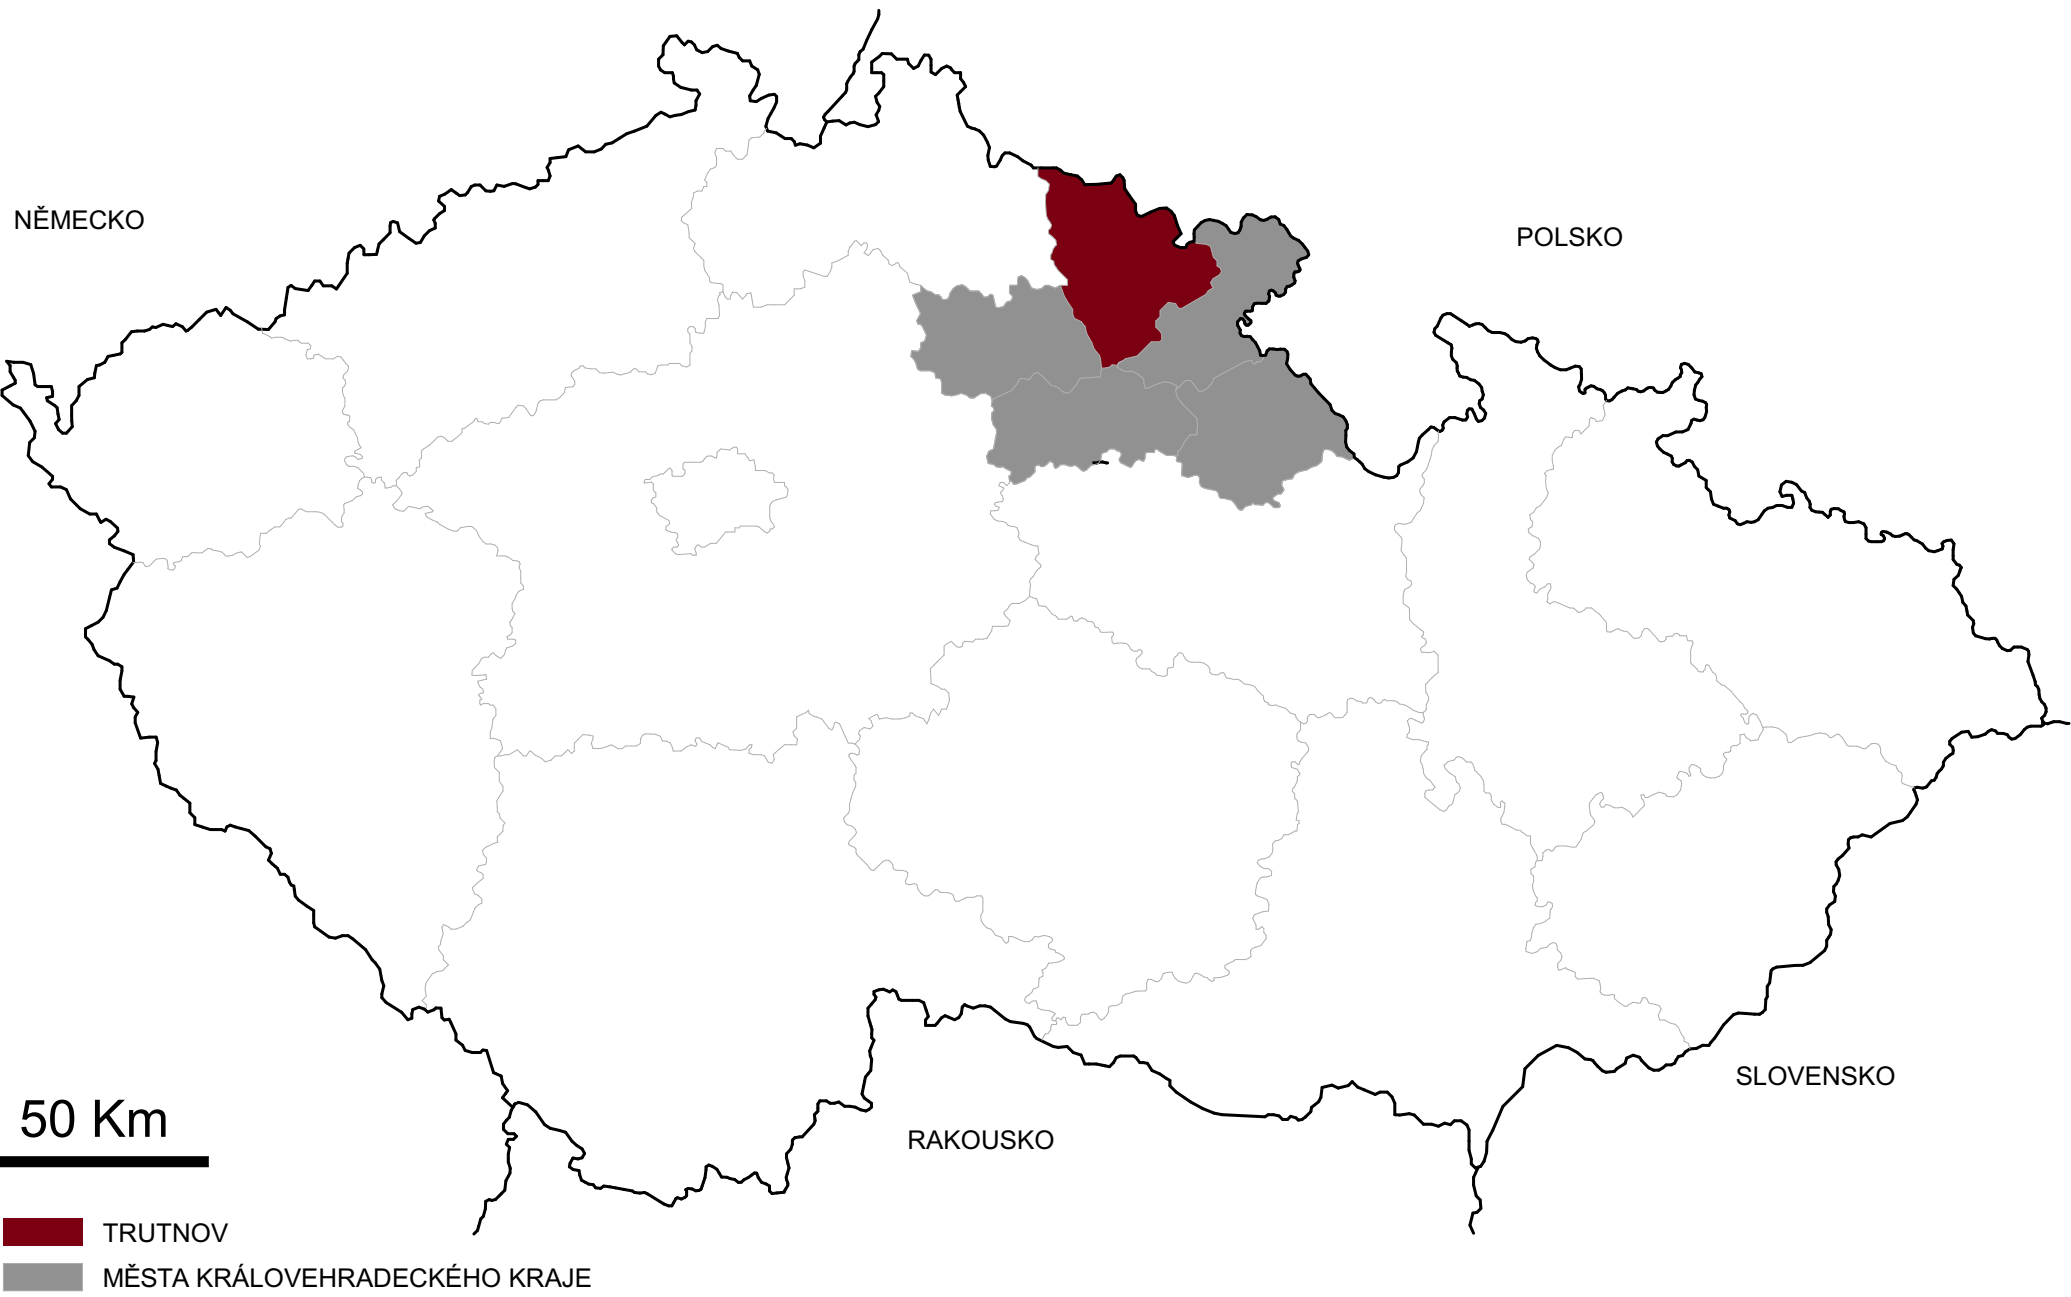 NĚMECKO
POLSKO
SLOVENSKO
50 Km
RAKOUSKO
TRUTNOV
MĚSTA KRÁLOVEHRADECKÉHO KRAJE